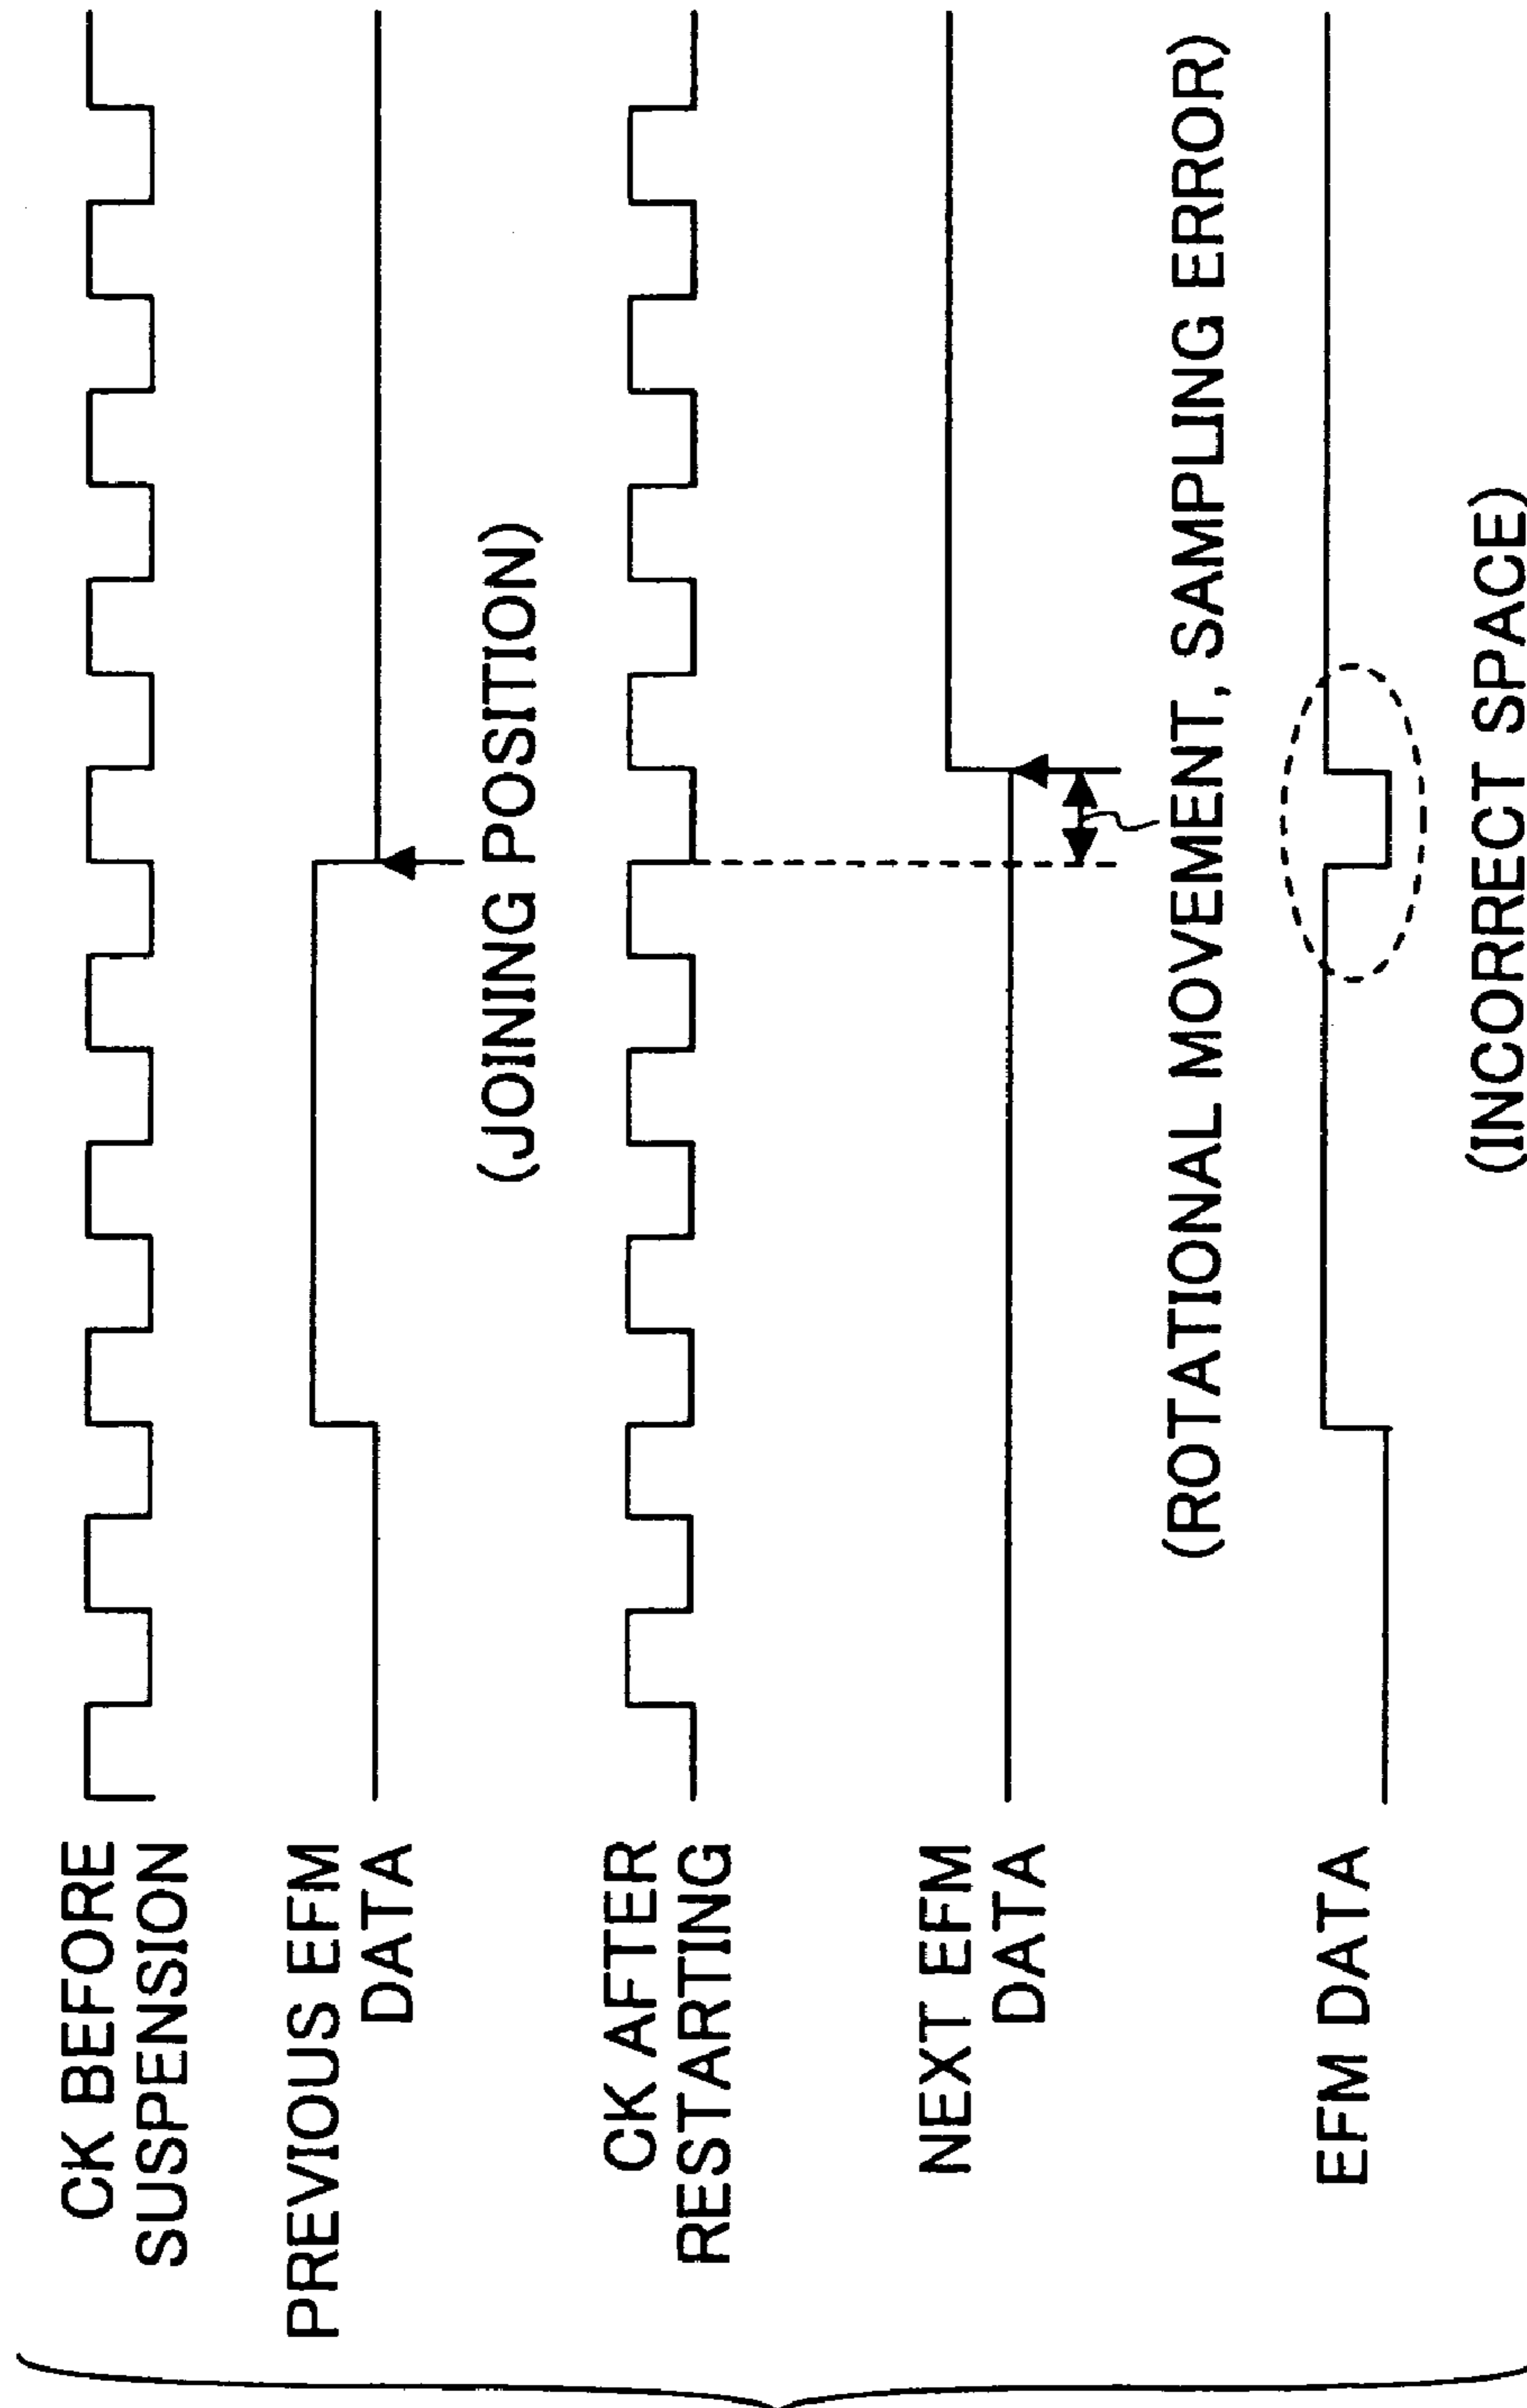 CK BEFORE
SUSPENSION
PREVIOUS EFM
DATA
(JOINING POSITION)
CK AFTER
RESTARTING
NEXT EFM
DATA
(ROTATIONAL MOVEMENT, SAMPLING ERROR)
EFM DATA
(INCORRECT SPACE)